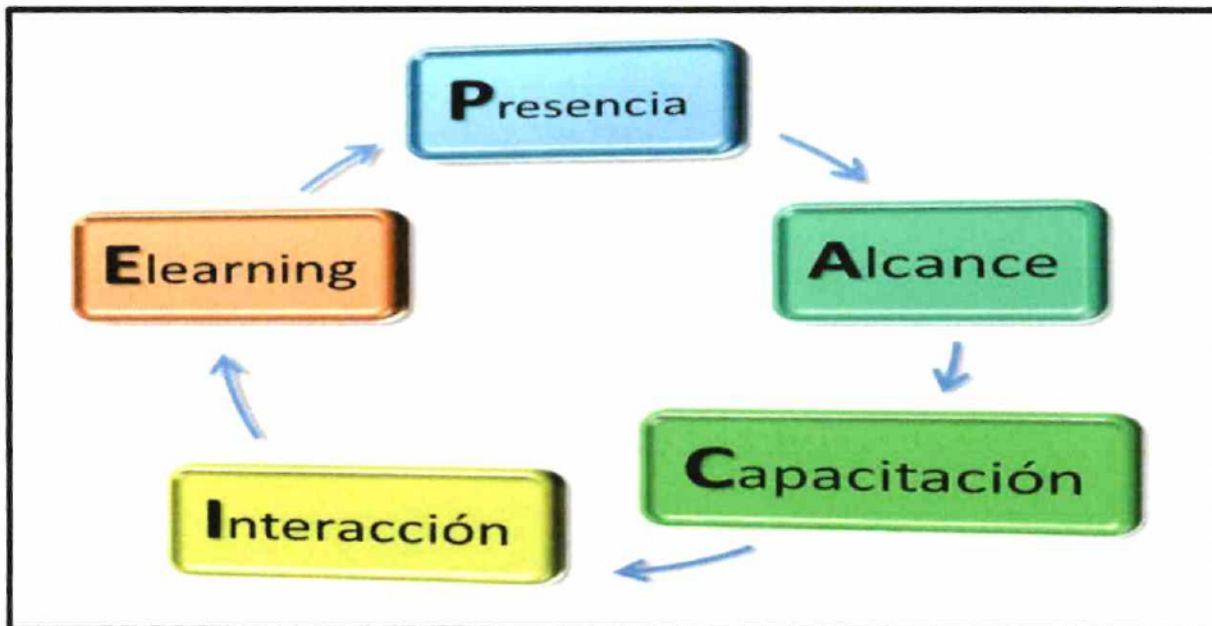 Presencia
Alcance
Capacitación
Interacción
Elearning